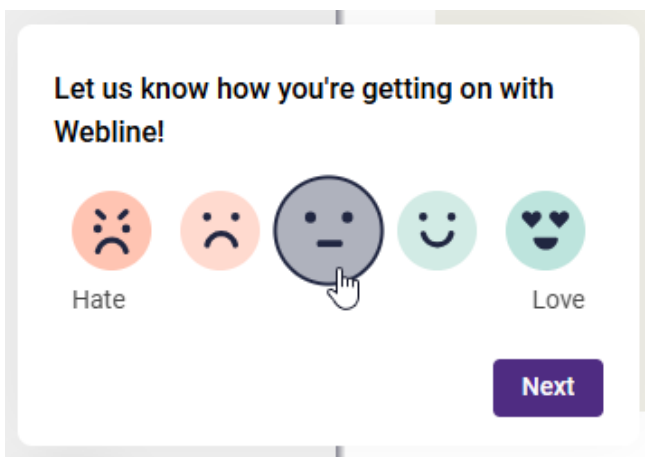 Let us know how you're getting on with
Webline!
Hate
Love
Next